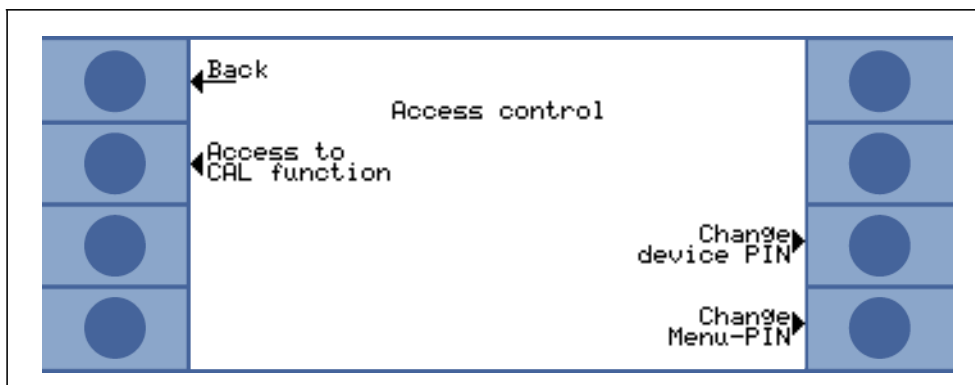 Back
Access control
Access to
CAL function
Change
device PIN
Change
Menu-PIN